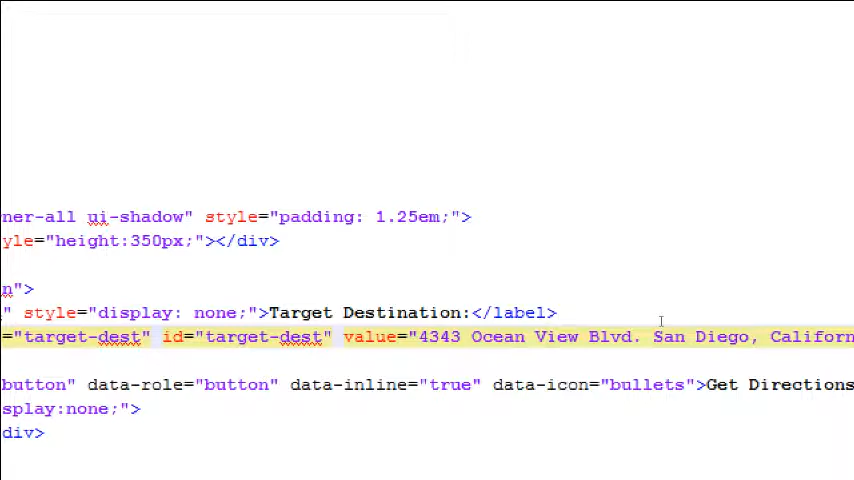 ner-all ui-shadow" style="padding: 1.25em;">
yle="height:350px;"></div>
n">
" style="display: none;">Target Destination:</label>
="target-dest" id="target-dest" value="4343 Ocean View Blvd. San Diego, Californ
button" data-role="button" data-inline="true" data-icon="bullets">Get Directions
splay:none;">
div>